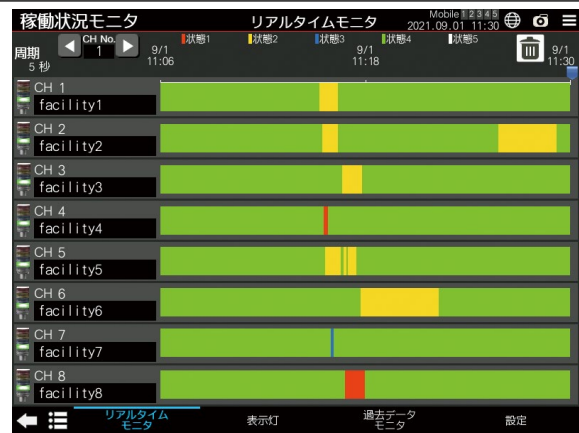 稼働状況モニタ
リアルタイムモニタ
Mobile 1 2 3 4 5
2021.09.01 11:30
周期
5 秒
CH No.
1
状態1
状態2
状態3
状態4
状態5
9/1
11:06
9/1
11:18
9/1
11:30
CH 1
facility1
CH 2
facility2
CH 3
facility3
CH 4
facility4
CH 5
facility5
CH 6
facility6
CH 7
facility7
CH 8
facility8
リアルタイム
モニタ
表示灯
過去データ
モニタ
設定